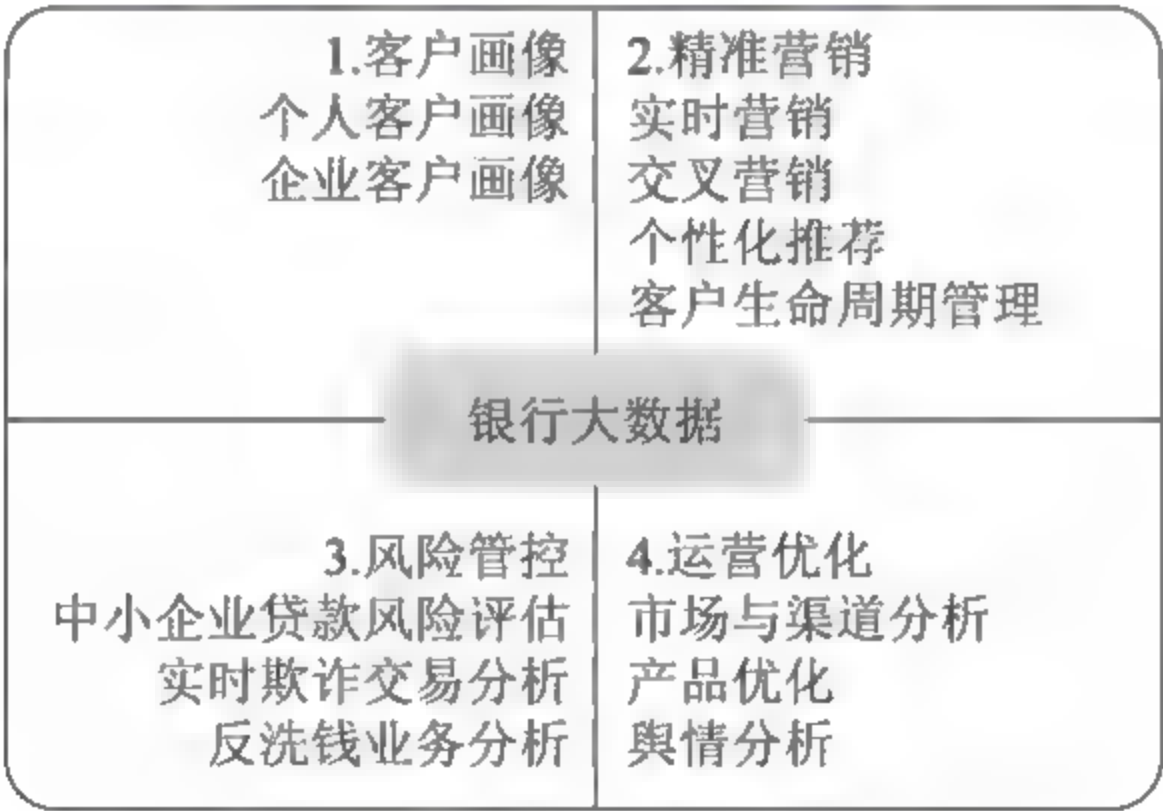 1.客户画像
个人客户画像
企业客户画像
2.精准营销
实时营销
交叉营销
个性化推荐
客户生命周期管理
银行大数据
3.风险管控
中小企业贷款风险评估
实时欺诈交易分析
反洗钱业务分析
4.运营优化
市场与渠道分析
产品优化
舆情分析